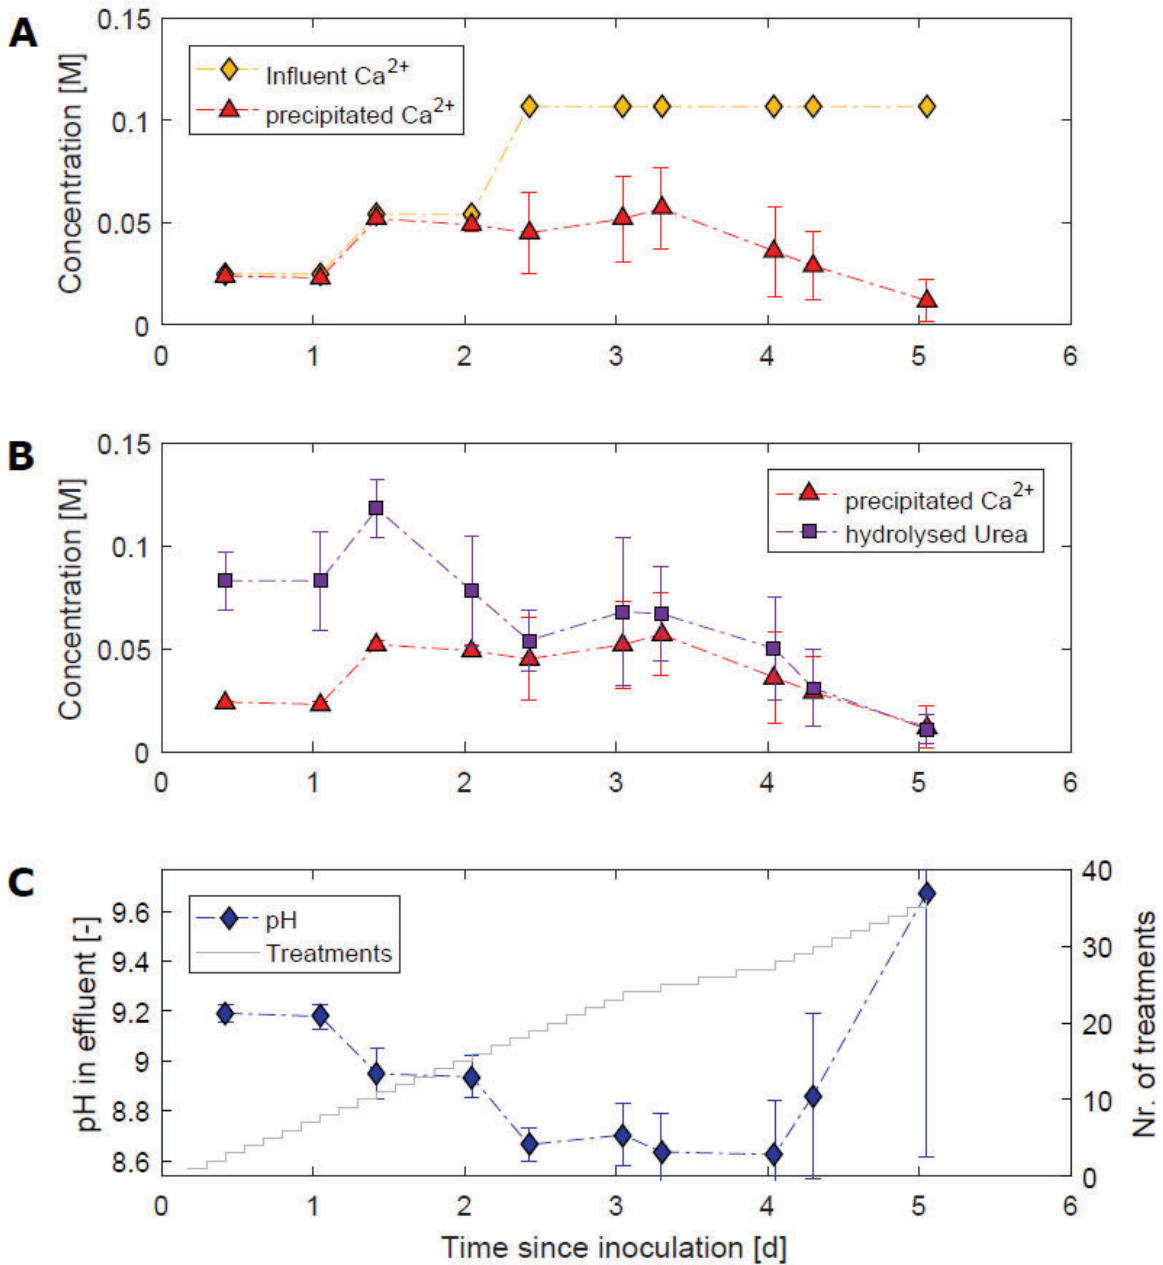 A
Concentration [M]
0.15
0.1
0.05
0
Influent Ca2+
precipitated Ca2+
0 1 2 3 4 5 6
B
Concentration [M]
0.15
0.1
0.05
0
precipitated Ca2+
hydrolysed Urea
0 1 2 3 4 5 6
C
pH in effluent [-]
9.6
9.4
9.2
9
8.8
8.6
pH
Treatments
40
30
20
10
0
Nr. of treatments
0 1 2 3 4 5 6
Time since inoculation [d]